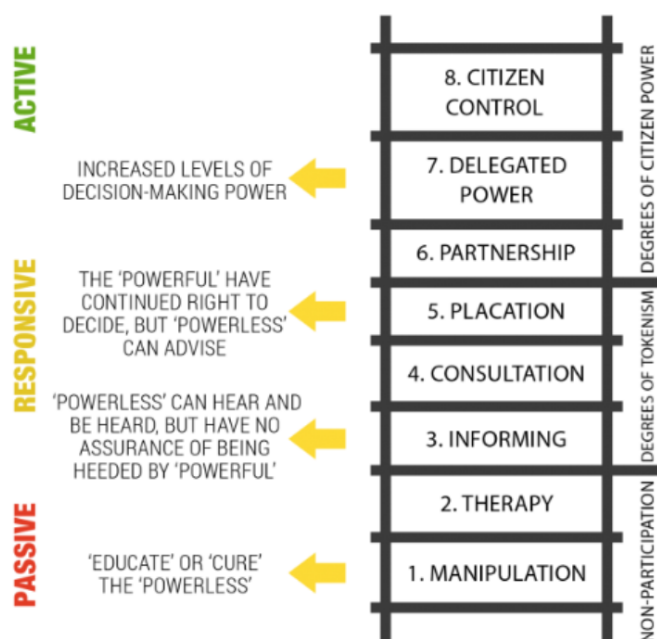 ACTIVE
RESPONSIVE
PASSIVE
INCREASED LEVELS OF
DECISION-MAKING POWER
THE ‘POWERFUL’ HAVE
CONTINUED RIGHT TO
DECIDE, BUT ‘POWERLESS’
CAN ADVISE
‘POWERLESS’ CAN HEAR AND
BE HEARD, BUT HAVE NO
ASSURANCE OF BEING
HEEDED BY ‘POWERFUL’
‘EDUCATE’ OR ‘CURE’
THE ‘POWERLESS’
8. CITIZEN
CONTROL
7. DELEGATED
POWER
6. PARTNERSHIP
5. PLACATION
4. CONSULTATION
3. INFORMING
2. THERAPY
1. MANIPULATION
DEGREES OF CITIZEN POWER
DEGREES OF TOKENISM
NON-PARTICIPATION